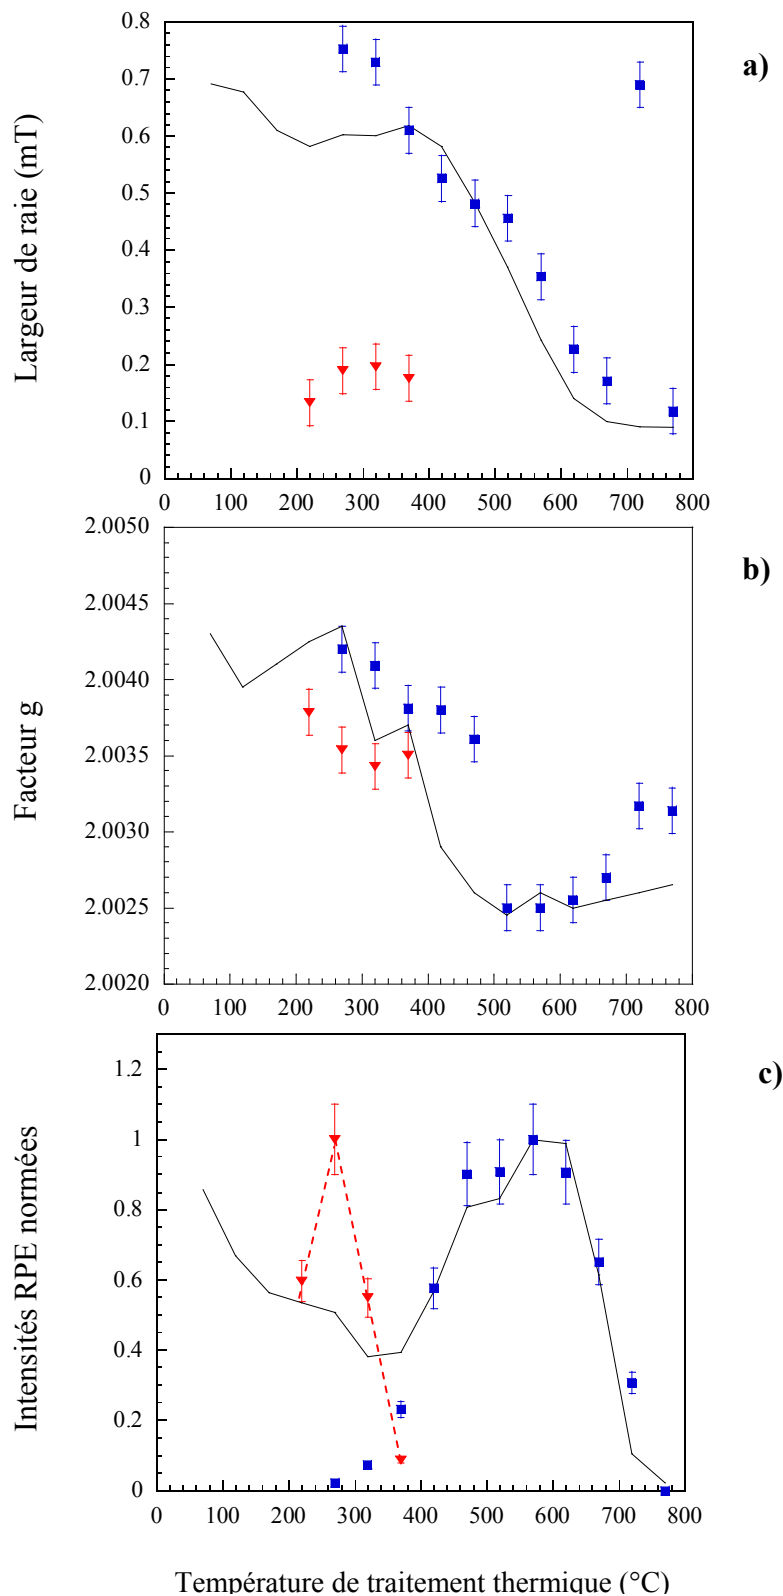 a)
Largeur de raie (mT)
0.8
0.7
0.6
0.5
0.4
0.3
0.2
0.1
0
0 100 200 300 400 500 600 700 800
b)
Facteur g
2.0050
2.0045
2.0040
2.0035
2.0030
2.0025
2.0020
0 100 200 300 400 500 600 700 800
c)
Intensités RPE normées
1.2
1
0.8
0.6
0.4
0.2
0
0 100 200 300 400 500 600 700 800
Température de traitement thermique (°C)